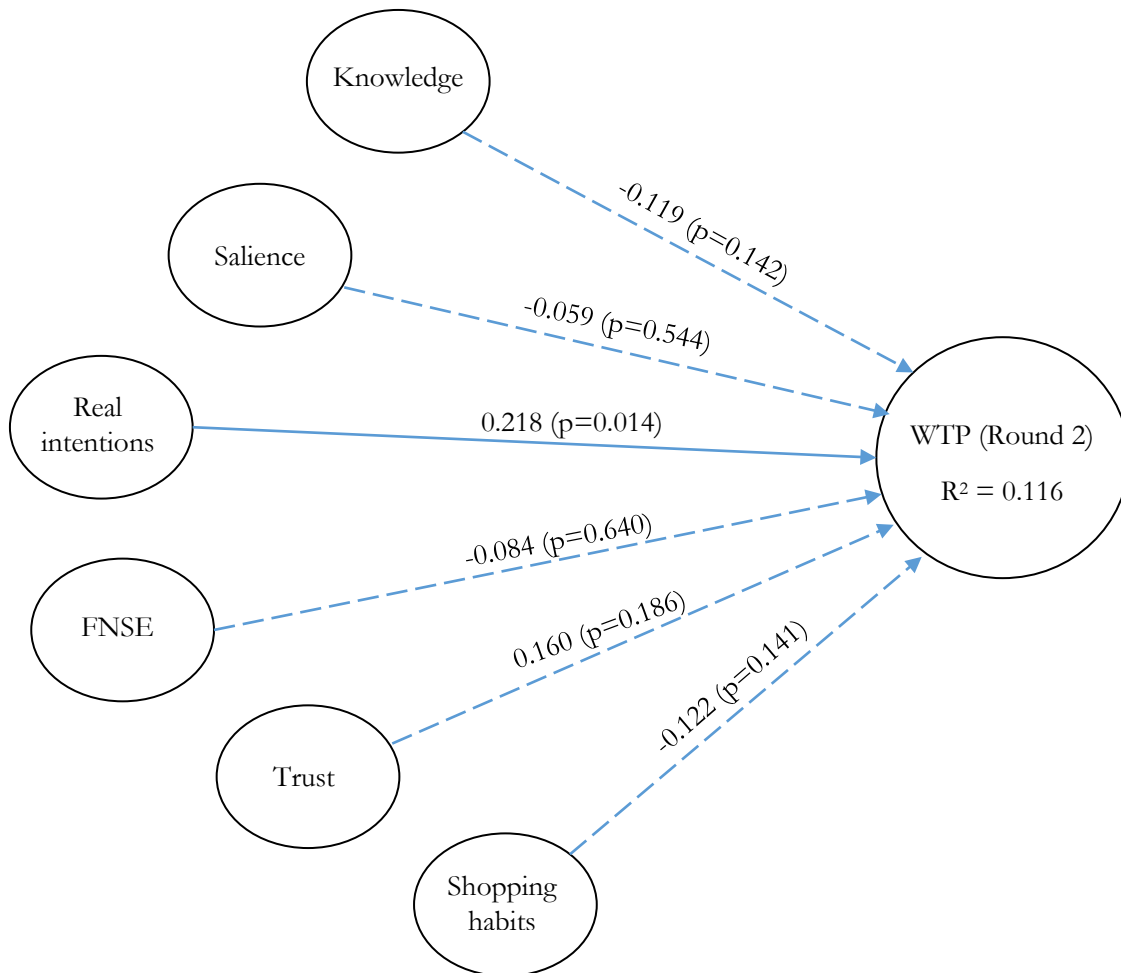 Knowledge
-0.119 (p=0.142)
Salience
-0.059 (p=0.544)
Real
intentions
0.218 (p=0.014)
WTP (Round 2)
R² = 0.116
-0.084 (p=0.640)
FNSE
0.160 (p=0.186)
Trust
-0.122 (p=0.141)
Shopping
habits